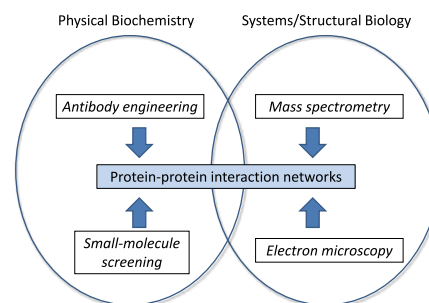 Physical Biochemistry
Systems/Structural Biology
Antibody engineering
Mass spectrometry
Protein-protein interaction networks
Small-molecule
screening
Electron microscopy